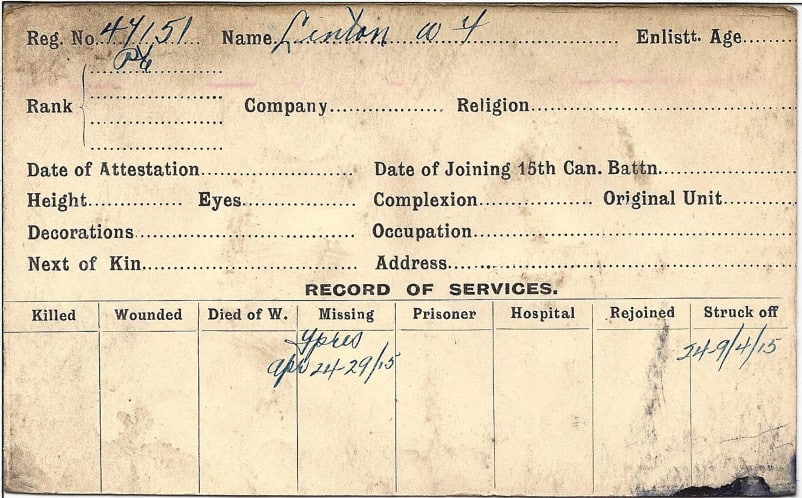 Reg. No. 47151 Name Linton W F Enlistt. Age
Pte
Rank Company Religion
Date of Attestation Date of Joining 15th Can. Battn.
Height Eyes Complexion Original Unit
Decorations Occupation
Next of Kin Address
RECORD OF SERVICES.
Killed Wounded Died of W. Missing Prisoner Hospital Rejoined Struck off
Ypres
Apr 24-29/15 24-9/4/15